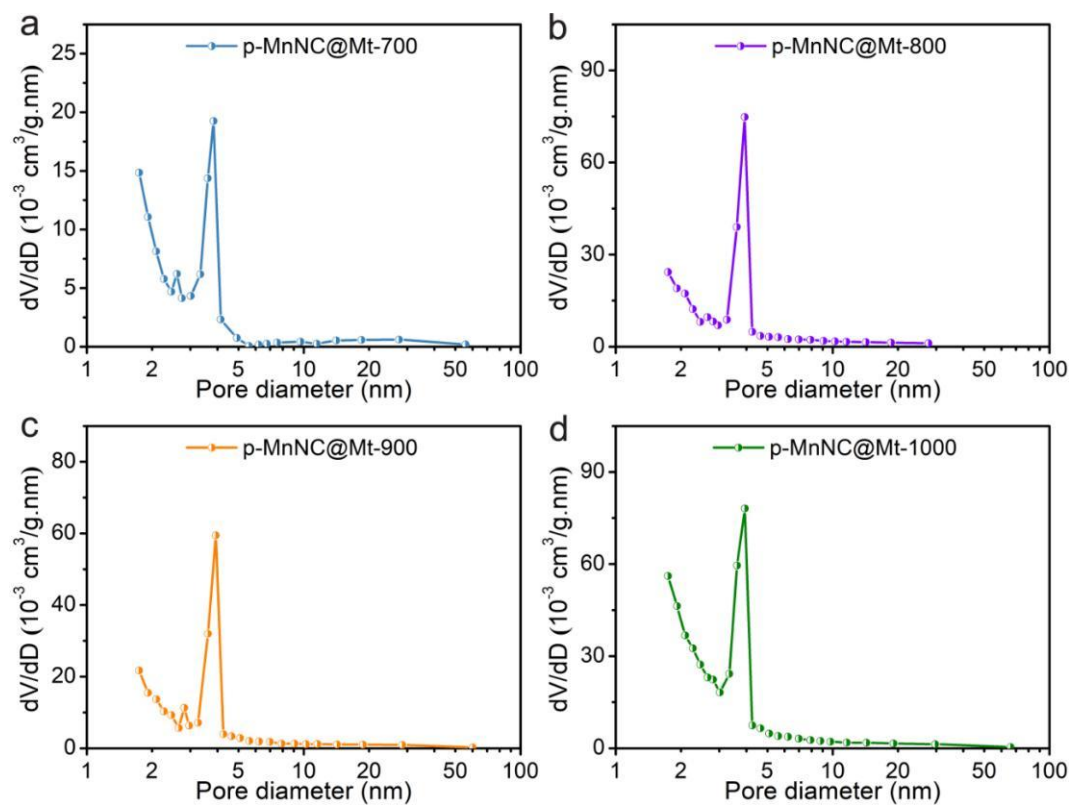 a
p-MnNC@Mt-700
dV/dD (10⁻³ cm³/g.nm)
25
20
15
10
5
0
1 2 5 10 20 50 100
Pore diameter (nm)
b
p-MnNC@Mt-800
dV/dD (10⁻³ cm³/g.nm)
90
60
30
0
1 2 5 10 20 50 100
Pore diameter (nm)
c
p-MnNC@Mt-900
dV/dD (10⁻³ cm³/g.nm)
80
60
40
20
0
1 2 5 10 20 50 100
Pore diameter (nm)
d
p-MnNC@Mt-1000
dV/dD (10⁻³ cm³/g.nm)
90
60
30
0
1 2 5 10 20 50 100
Pore diameter (nm)